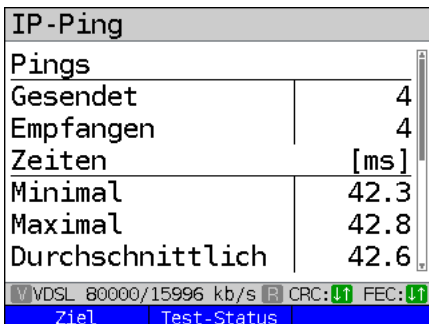 IP-Ping
Pings
Gesendet 4
Empfangen 4
Zeiten [ms]
Minimal 42.3
Maximal 42.8
Durchschnittlich 42.6
V VDSL 80000/15996 kb/s R CRC: FEC:
Ziel Test-Status